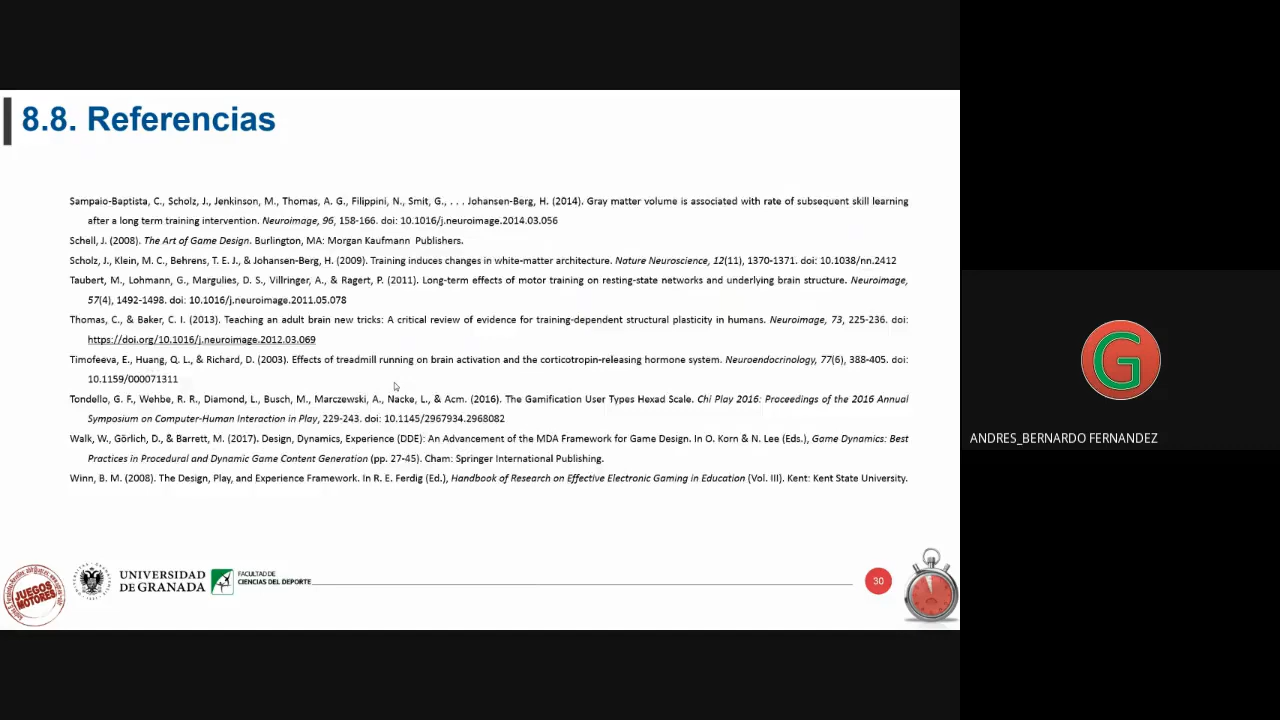 8.8. Referencias
Sampaio-Baptista, C., Scholz, J., Jenkinson, M., Thomas, A. G., Filippini, N., Smit, G., . . . Johansen-Berg, H. (2014). Gray matter volume is associated with rate of subsequent skill learning
after a long term training intervention. Neuroimage, 96, 158-166. doi: 10.1016/j.neuroimage.2014.03.056
Schell, J. (2008). The Art of Game Design. Burlington, MA: Morgan Kaufmann Publishers.
Scholz, J., Klein, M. C., Behrens, T. E. J., & Johansen-Berg, H. (2009). Training induces changes in white-matter architecture. Nature Neuroscience, 12(11), 1370-1371. doi: 10.1038/nn.2412
Taubert, M., Lohmann, G., Margulies, D. S., Villringer, A., & Ragert, P. (2011). Long-term effects of motor training on resting-state networks and underlying brain structure. Neuroimage,
57(4), 1492-1498. doi: 10.1016/j.neuroimage.2011.05.078
Thomas, C., & Baker, C. I. (2013). Teaching an adult brain new tricks: A critical review of evidence for training-dependent structural plasticity in humans. Neuroimage, 73, 225-236. doi:
https://doi.org/10.1016/j.neuroimage.2012.03.069
Timofeeva, E., Huang, Q. L., & Richard, D. (2003). Effects of treadmill running on brain activation and the corticotropin-releasing hormone system. Neuroendocrinology, 77(6), 388-405. doi:
10.1159/000071311
Tondello, G. F., Wehbe, R. R., Diamond, L., Busch, M., Marczewski, A., Nacke, L., & Acm. (2016). The Gamification User Types Hexad Scale. Chi Play 2016: Proceedings of the 2016 Annual
Symposium on Computer-Human Interaction in Play, 229-243. doi: 10.1145/2967934.2968082
Walk, W., Görlich, D., & Barrett, M. (2017). Design, Dynamics, Experience (DDE): An Advancement of the MDA Framework for Game Design. In O. Korn & N. Lee (Eds.), Game Dynamics: Best
Practices in Procedural and Dynamic Game Content Generation (pp. 27-45). Cham: Springer International Publishing.
Winn, B. M. (2008). The Design, Play, and Experience Framework. In R. E. Ferdig (Ed.), Handbook of Research on Effective Electronic Gaming in Education (Vol. III). Kent: Kent State University.
JUEGOS
MOTORES
UNIVERSIDAD
DE GRANADA
FACULTAD DE
CIENCIAS DEL DEPORTE
30
G
ANDRES_BERNARDO FERNANDEZ